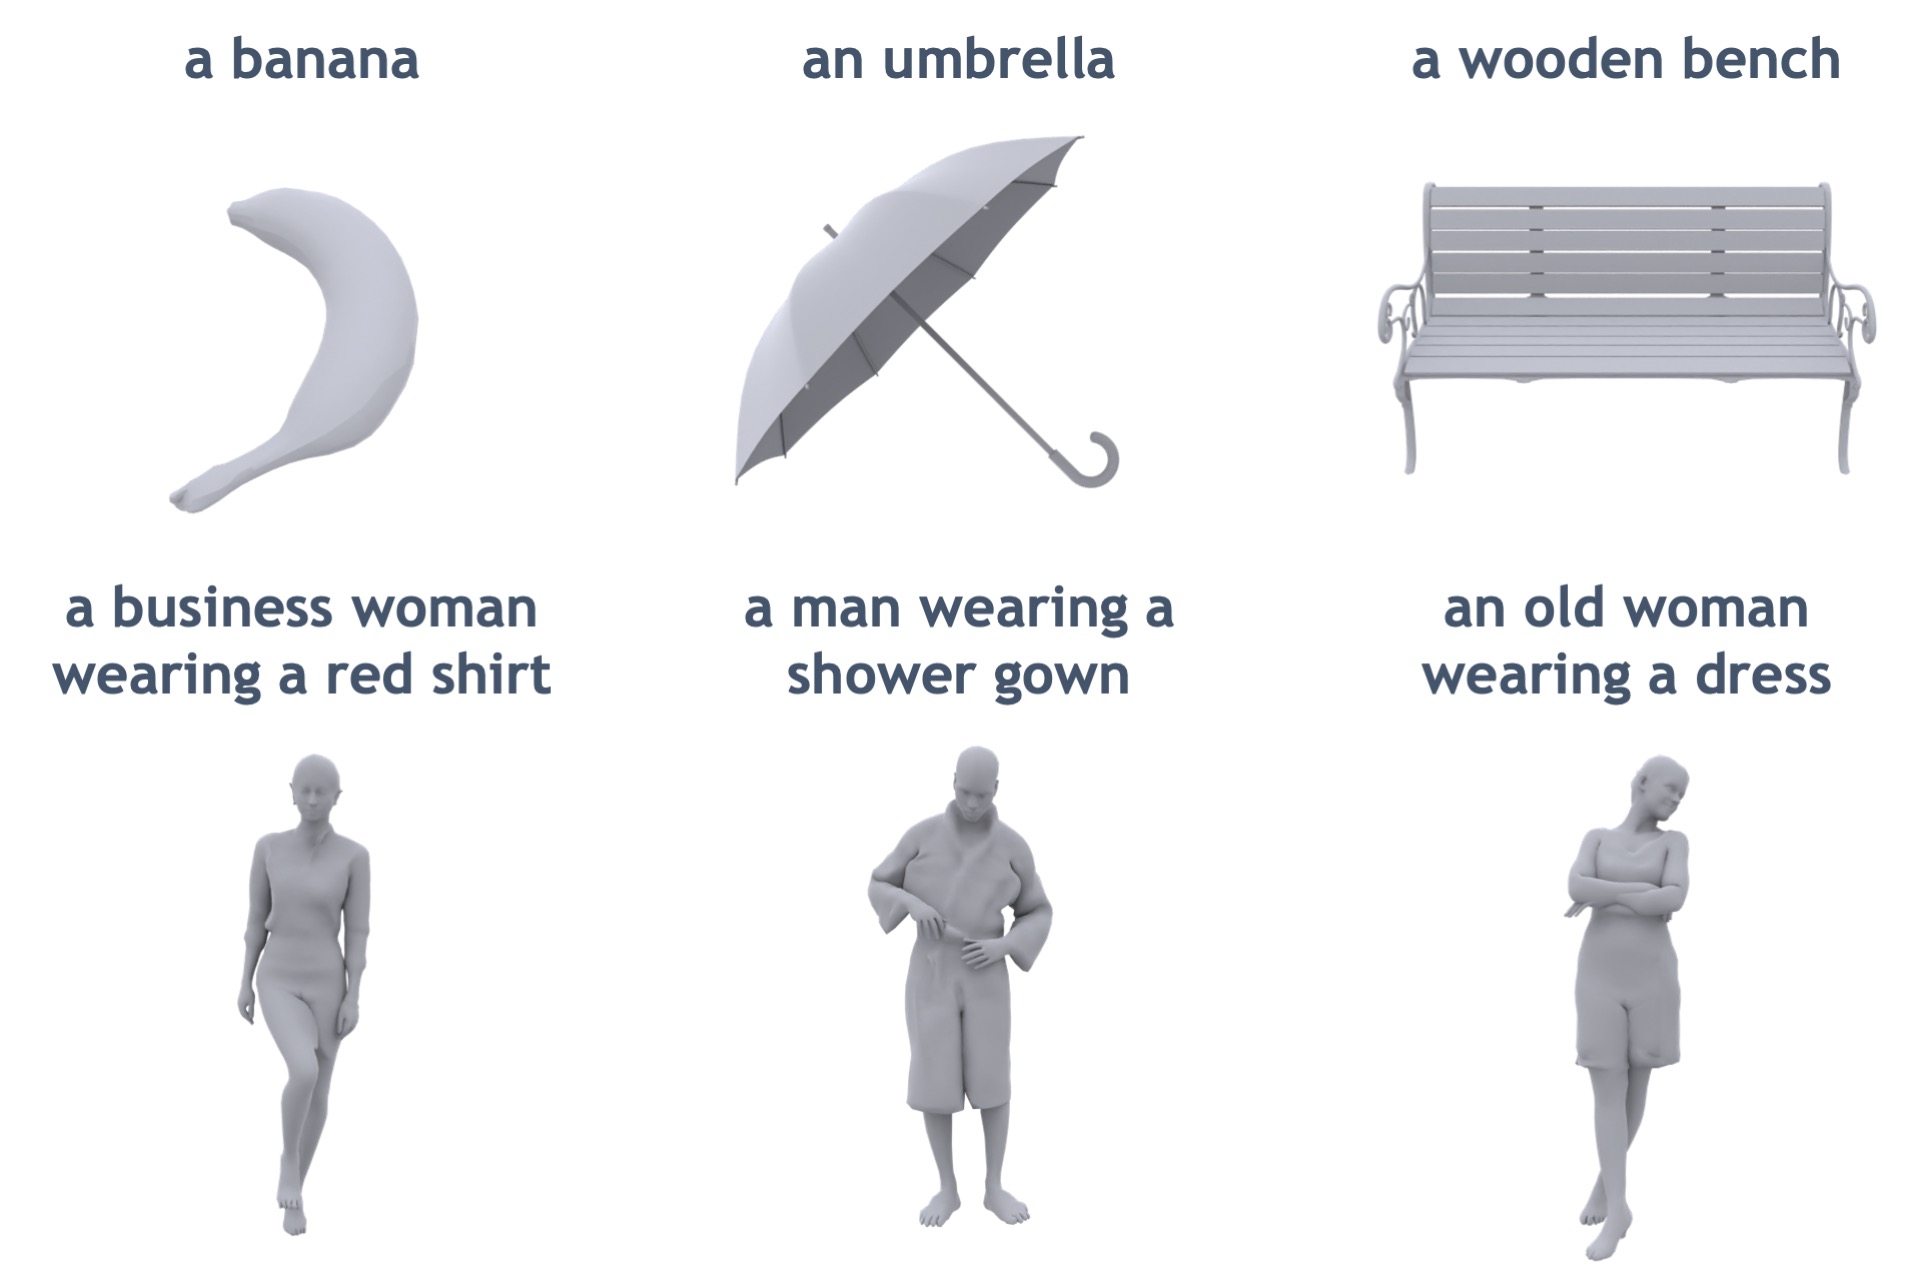 a banana
an umbrella
a wooden bench
a business woman
wearing a red shirt
a man wearing a
shower gown
an old woman
wearing a dress